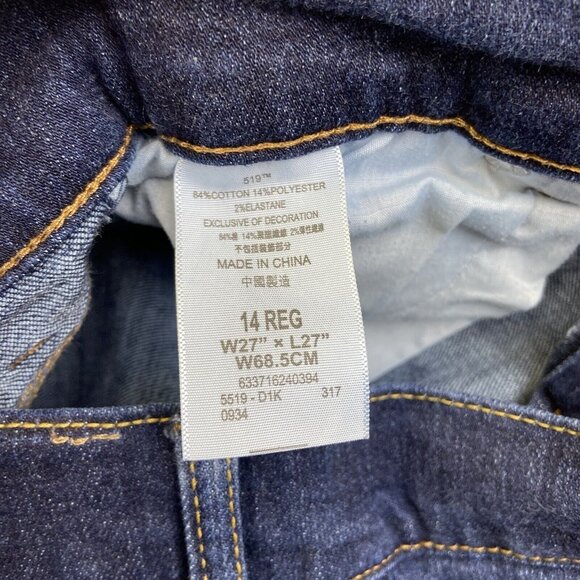 519™
84%COTTON 14%POLYESTER
2%ELASTANE
EXCLUSIVE OF DECORATION
84%棉 14%聚酯纖維 2%彈性纖維
不包括裝飾部分
MADE IN CHINA
中國製造
14 REG
W27" × L27"
W68.5CM
633716240394
5519 - D1K 317
0934